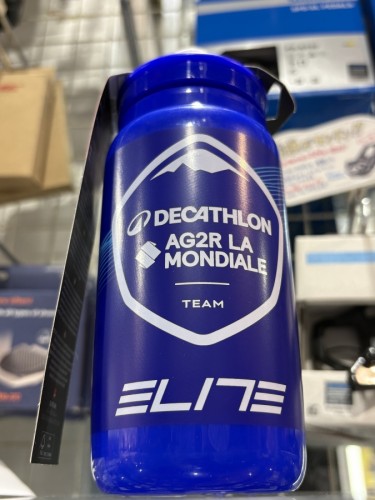 DECATHLON
AG2R LA
MONDIALE
TEAM
ELITE